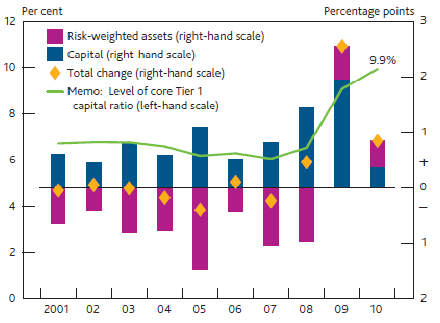 Per cent
Percentage points
12
10
8
6
4
2
0
3
2
1
+
0
–
1
2
Risk-weighted assets (right-hand scale)
Capital (right hand scale)
Total change (right-hand scale)
Memo: Level of core Tier 1
capital ratio (left-hand scale)
9.9%
2001 02 03 04 05 06 07 08 09 10